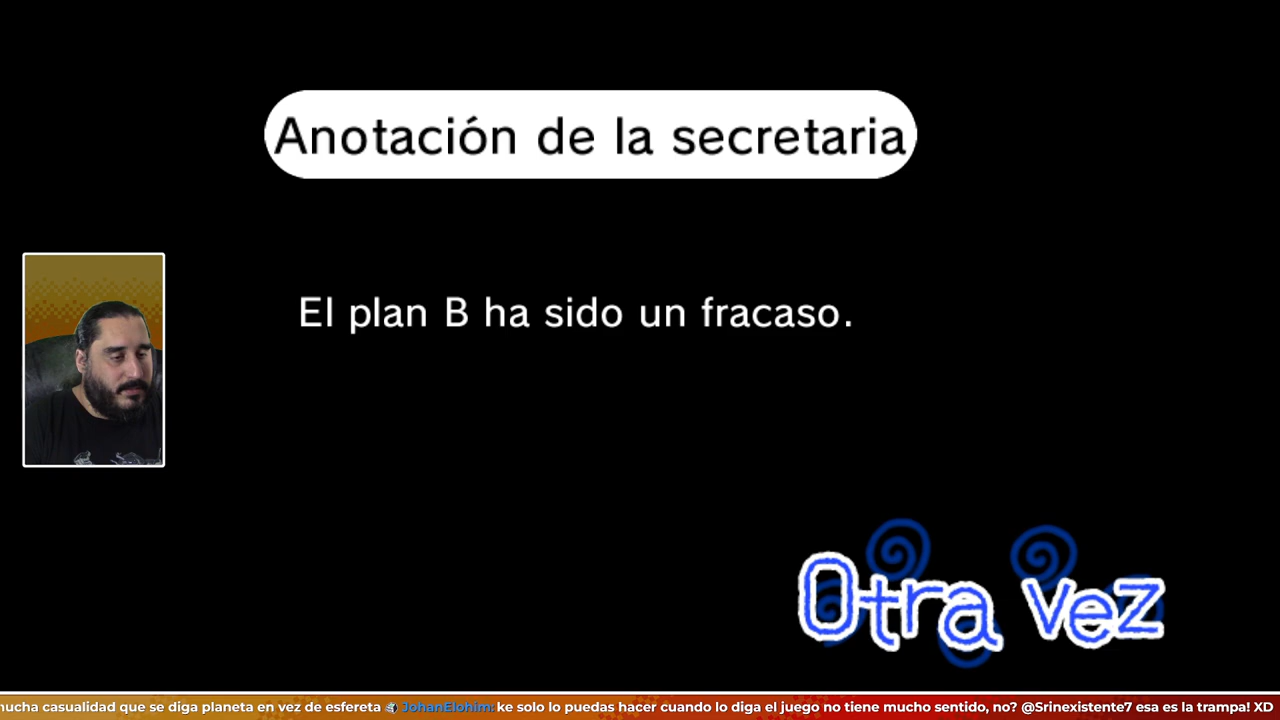 Anotación de la secretaria
El plan B ha sido un fracaso.
Otra vez
mucha casualidad que se diga planeta en vez de esfereta JohanElohim: ke solo lo puedas hacer cuando lo diga el juego no tiene mucho sentido, no? @Srinexistente7 esa es la trampa! XD